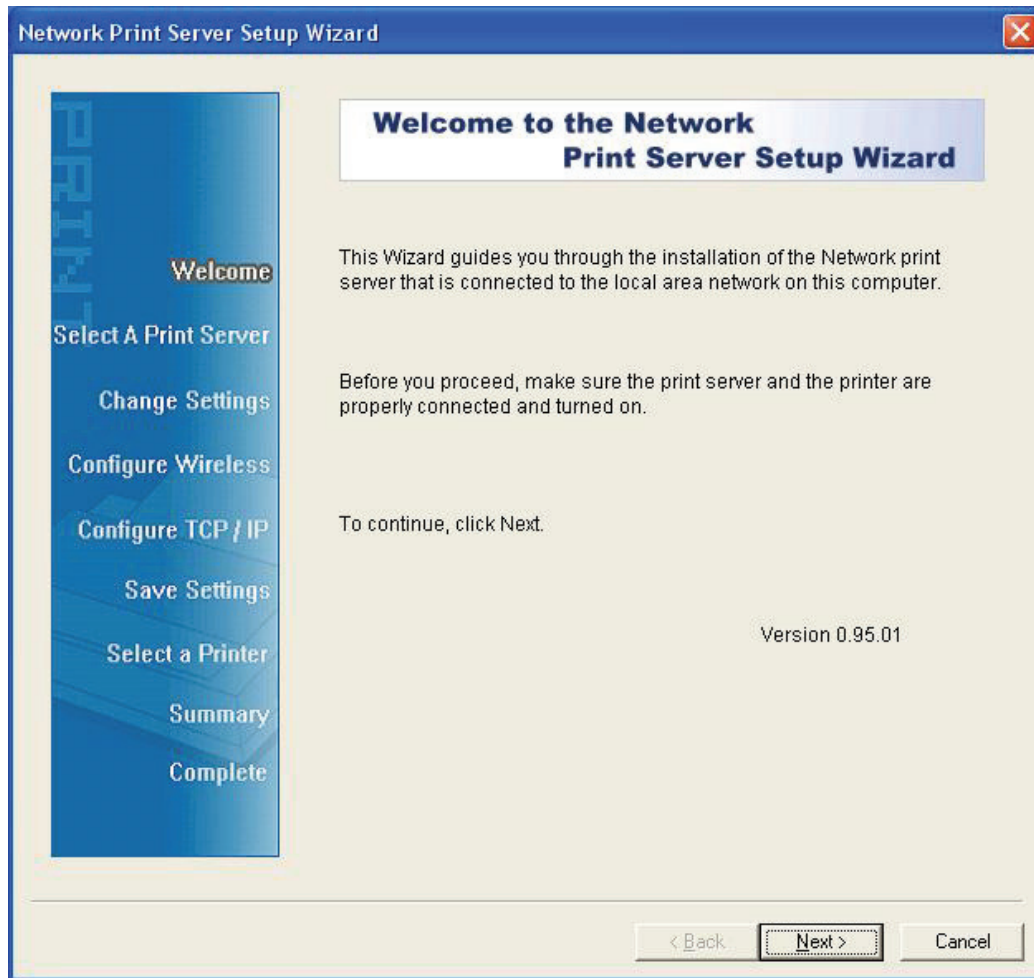 Network Print Server Setup Wizard
PRINT
Welcome
Select A Print Server
Change Settings
Configure Wireless
Configure TCP / IP
Save Settings
Select a Printer
Summary
Complete
Welcome to the Network
Print Server Setup Wizard
This Wizard guides you through the installation of the Network print
server that is connected to the local area network on this computer.
Before you proceed, make sure the print server and the printer are
properly connected and turned on.
To continue, click Next.
Version 0.95.01
< Back
Next >
Cancel